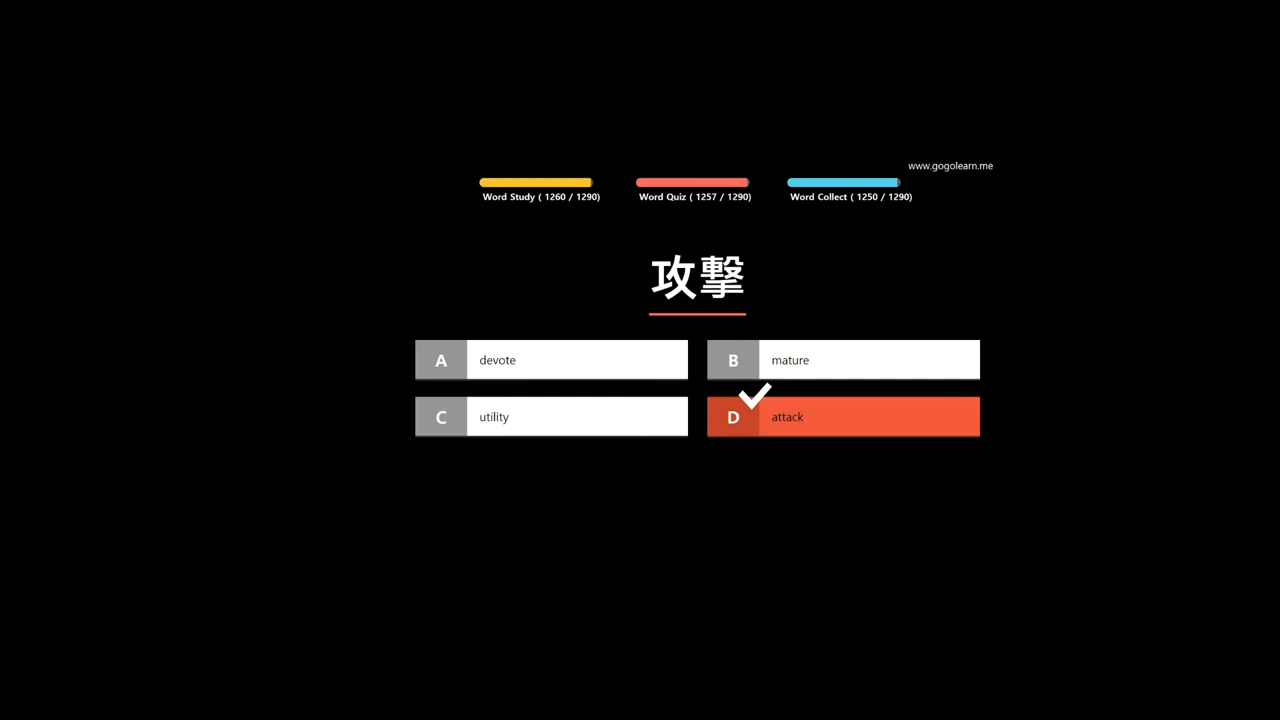 www.gogolearn.me
Word Study ( 1260 / 1290)
Word Quiz ( 1257 / 1290)
Word Collect ( 1250 / 1290)
攻擊
A devote
B mature
C utility
D attack